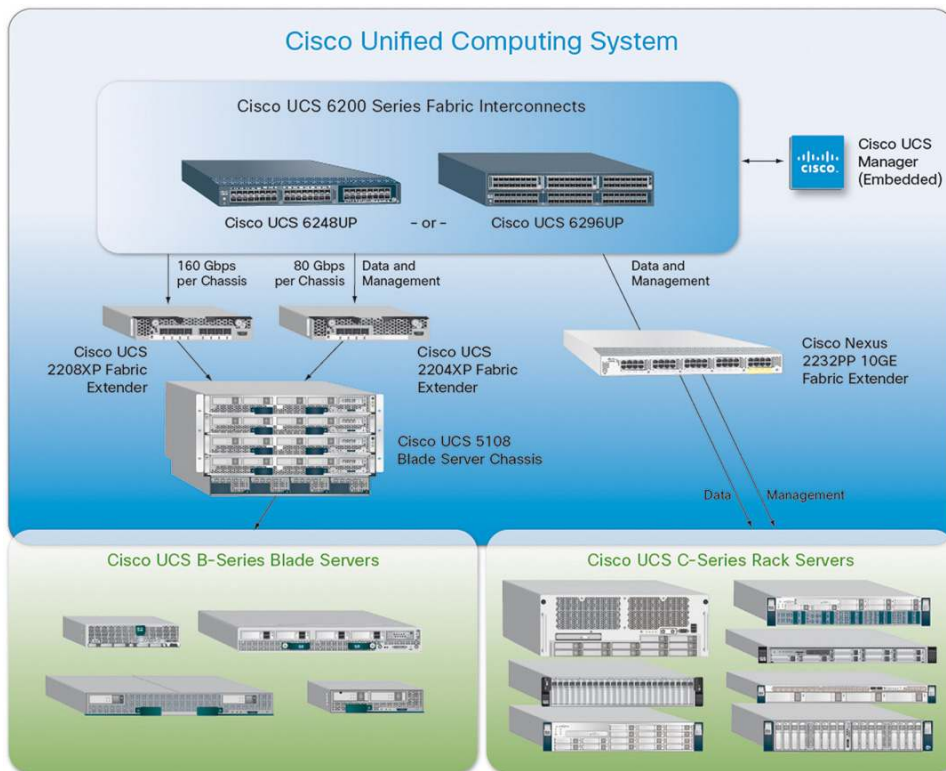 Cisco Unified Computing System
Cisco UCS 6200 Series Fabric Interconnects
Cisco UCS 6248UP
- or -
Cisco UCS 6296UP
CISCO.
Cisco UCS
Manager
(Embedded)
160 Gbps
per Chassis
80 Gbps
per Chassis
Data and
Management
Data and
Management
Cisco UCS
2208XP Fabric
Extender
Cisco UCS
2204XP Fabric
Extender
Cisco Nexus
2232PP 10GE
Fabric Extender
Cisco UCS 5108
Blade Server Chassis
Data
Management
Cisco UCS B-Series Blade Servers
Cisco UCS C-Series Rack Servers